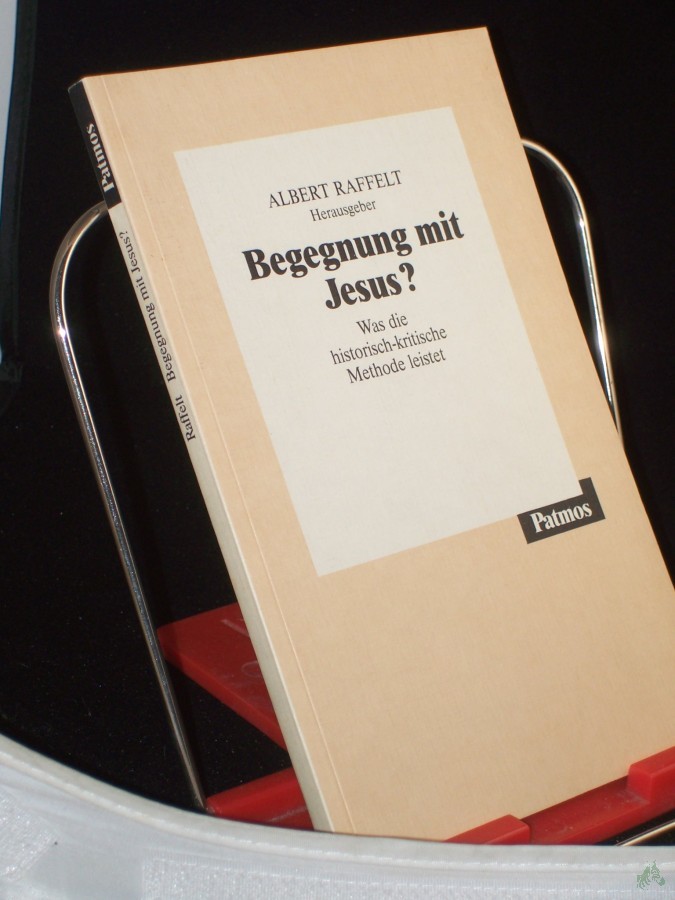 ALBERT RAFFELT
Herausgeber
Begegnung mit
Jesus?
Was die
historisch-kritische
Methode leistet
Patmos
Raffelt Begegnung mit Jesus?
Patmos